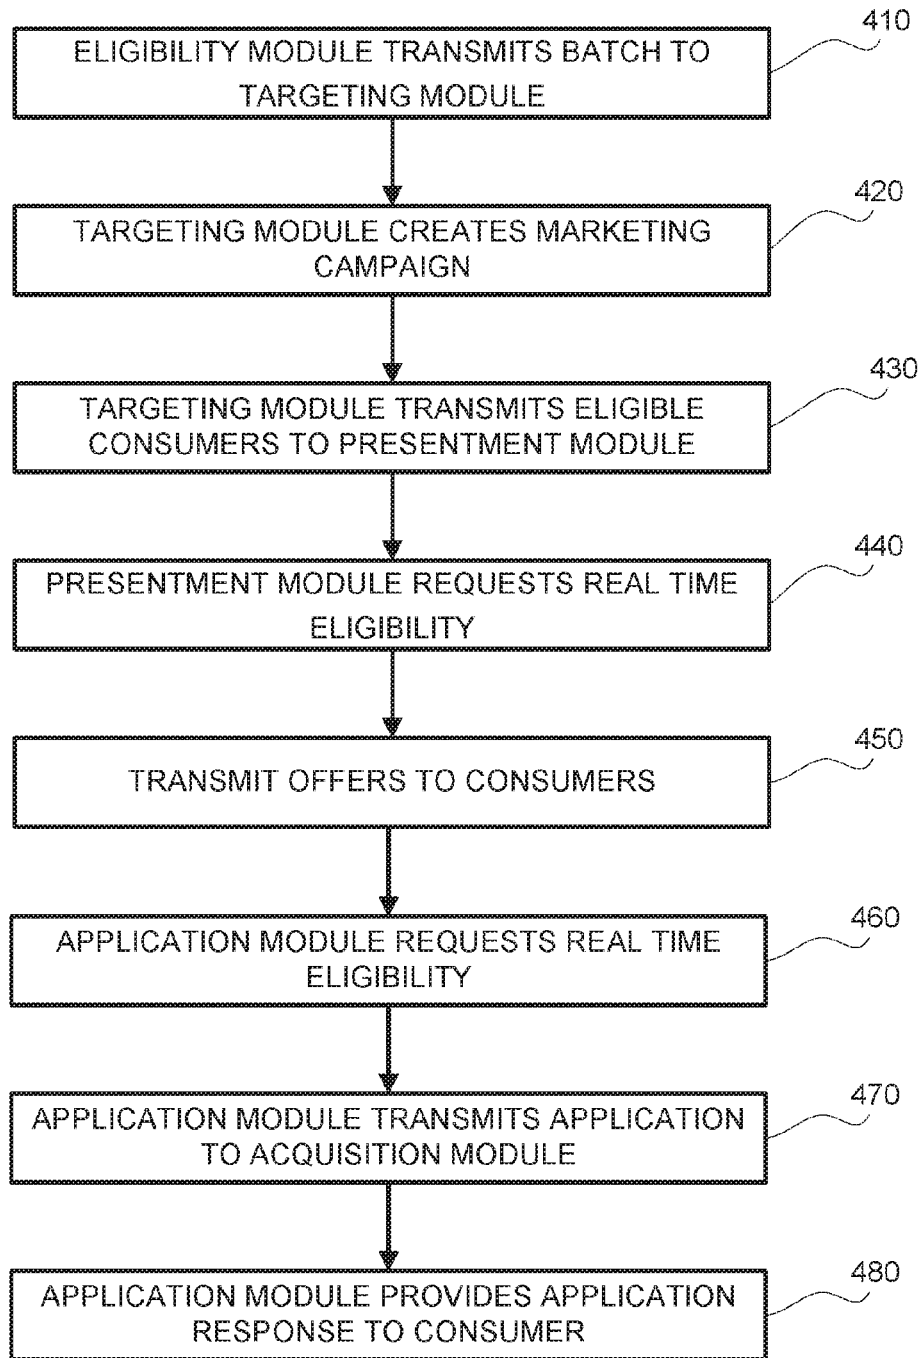 410
ELIGIBILITY MODULE TRANSMITS BATCH TO
TARGETING MODULE
420
TARGETING MODULE CREATES MARKETING
CAMPAIGN
430
TARGETING MODULE TRANSMITS ELIGIBLE
CONSUMERS TO PRESENTMENT MODULE
440
PRESENTMENT MODULE REQUESTS REAL TIME
ELIGIBILITY
450
TRANSMIT OFFERS TO CONSUMERS
460
APPLICATION MODULE REQUESTS REAL TIME
ELIGIBILITY
470
APPLICATION MODULE TRANSMITS APPLICATION
TO ACQUISITION MODULE
480
APPLICATION MODULE PROVIDES APPLICATION
RESPONSE TO CONSUMER